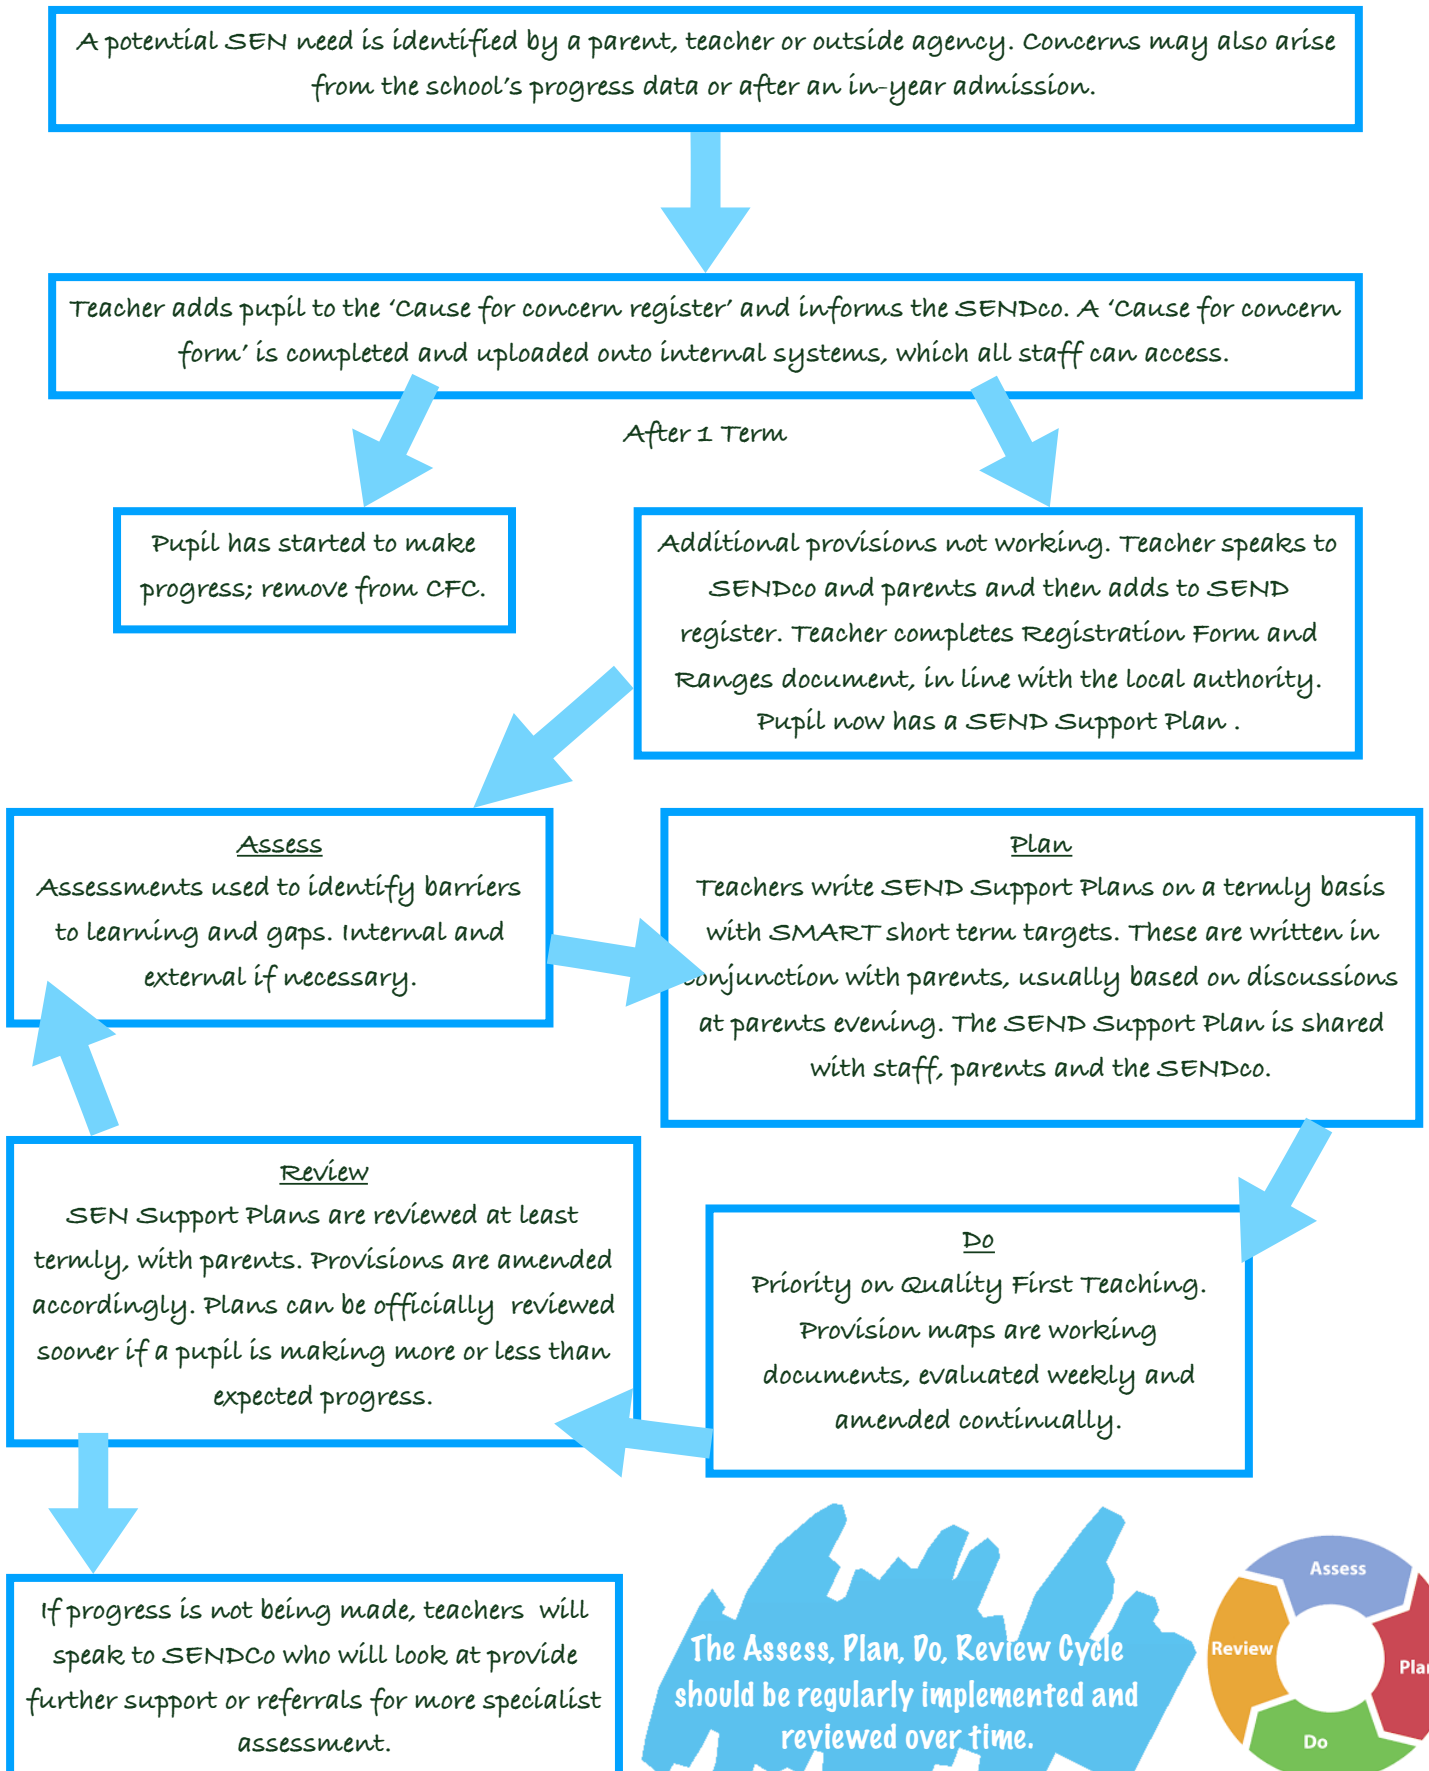 A potential SEN need is identified by a parent, teacher or outside agency. Concerns may also arise
from the school's progress data or after an in-year admission.
Teacher adds pupil to the 'Cause for concern register' and informs the SENDco. A 'Cause for concern
form' is completed and uploaded onto internal systems, which all staff can access.
After 1 Term
Pupil has started to make
progress; remove from CFC.
Additional provisions not working. Teacher speaks to
SENDco and parents and then adds to SEND
register. Teacher completes Registration Form and
Ranges document, in line with the local authority.
Pupil now has a SEND Support Plan .
Assess
Assessments used to identify barriers
to learning and gaps. Internal and
external if necessary.
Plan
Teachers write SEND Support Plans on a termly basis
with SMART short term targets. These are written in
conjunction with parents, usually based on discussions
at parents evening. The SEND Support Plan is shared
with staff, parents and the SENDco.
Review
SEN Support Plans are reviewed at least
termly, with parents. Provisions are amended
accordingly. Plans can be officially reviewed
sooner if a pupil is making more or less than
expected progress.
Do
Priority on Quality First Teaching.
Provision maps are working
documents, evaluated weekly and
amended continually.
If progress is not being made, teachers will
speak to SENDCo who will look at provide
further support or referrals for more specialist
assessment.
The Assess, Plan, Do, Review Cycle
should be regularly implemented and
reviewed over time.
Assess
Review
Plan
Do